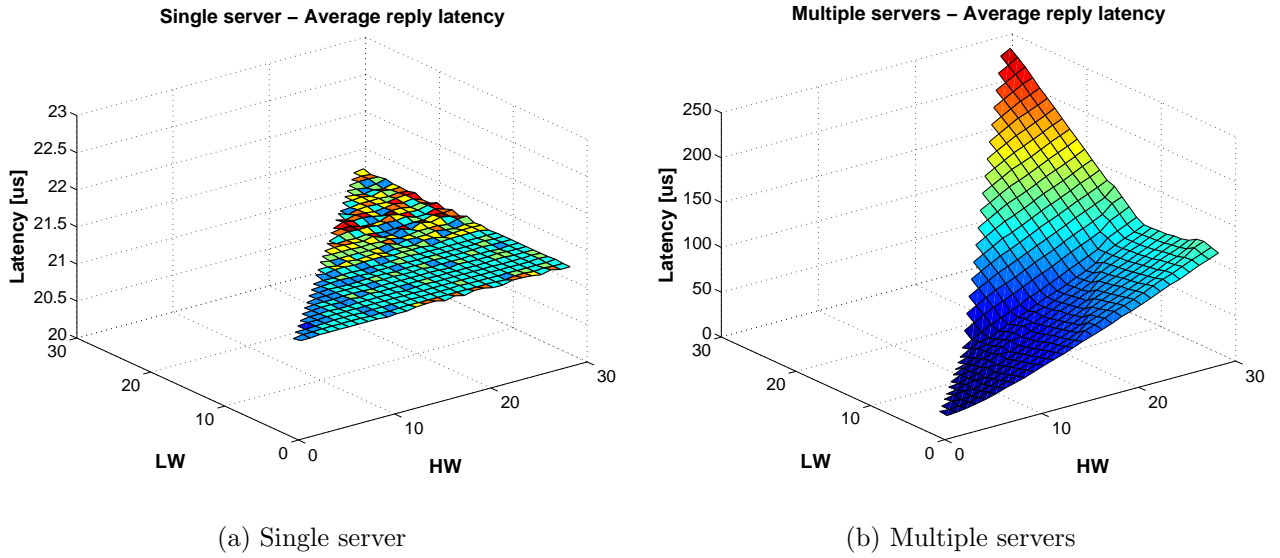 Single server − Average reply latency
23
22.5
22
21.5
21
20.5
20
Latency [us]
30
20
10
0
LW
0
10
20
30
HW
(a) Single server
Multiple servers − Average reply latency
250
200
150
100
50
0
Latency [us]
30
20
10
0
LW
0
10
20
30
HW
(b) Multiple servers